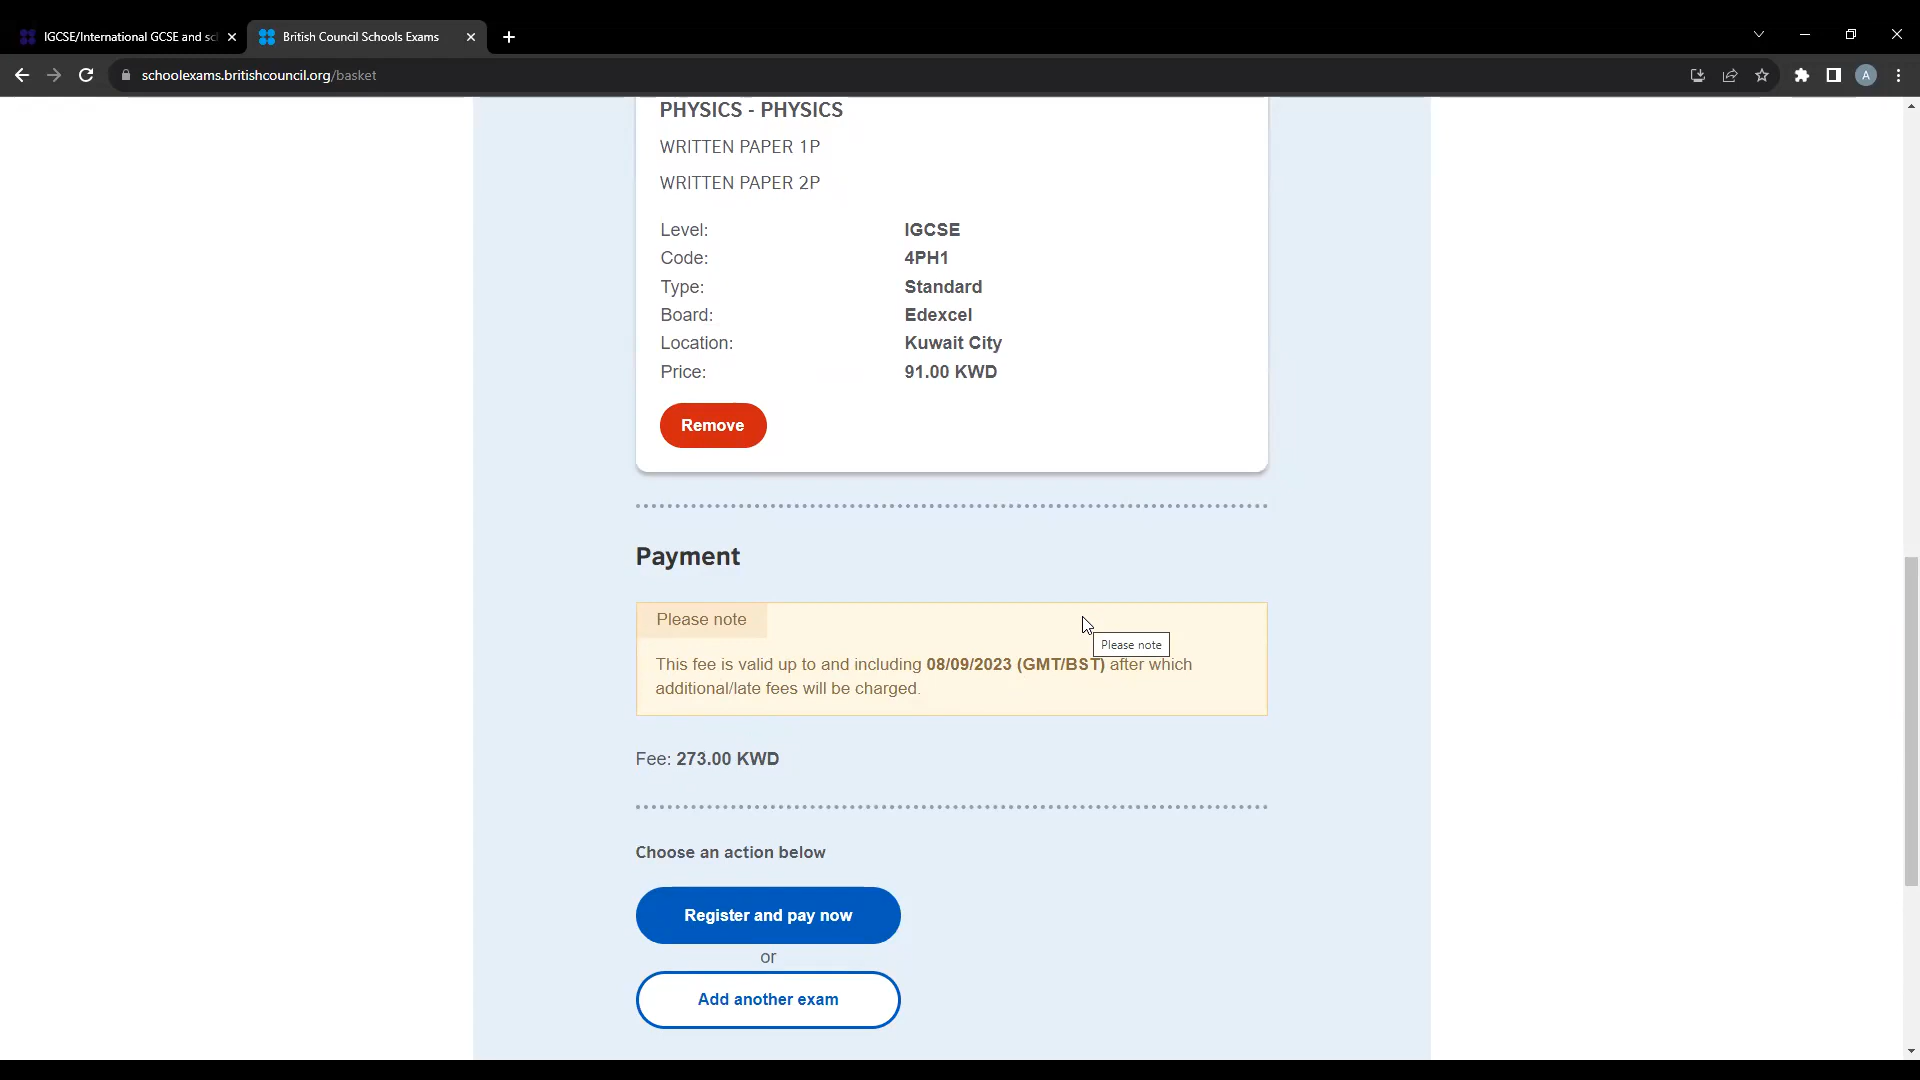 IGCSE/International GCSE and sc
British Council Schools Exams
schoolexams.britishcouncil.org/basket
A
PHYSICS - PHYSICS
WRITTEN PAPER 1P
WRITTEN PAPER 2P
Level: IGCSE
Code: 4PH1
Type: Standard
Board: Edexcel
Location: Kuwait City
Price: 91.00 KWD
Remove
Payment
Please note
Please note
This fee is valid up to and including 08/09/2023 (GMT/BST) after which
additional/late fees will be charged.
Fee: 273.00 KWD
Choose an action below
Register and pay now
or
Add another exam